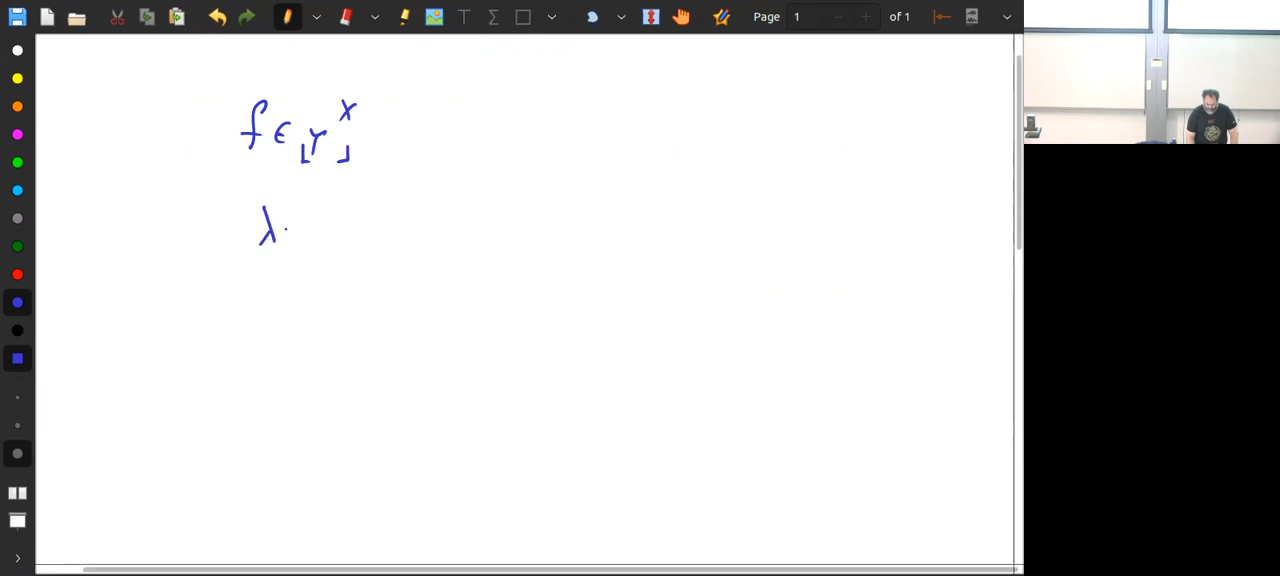 Page 1 of 1
f ∈ ⌊Y^X⌋
λ.